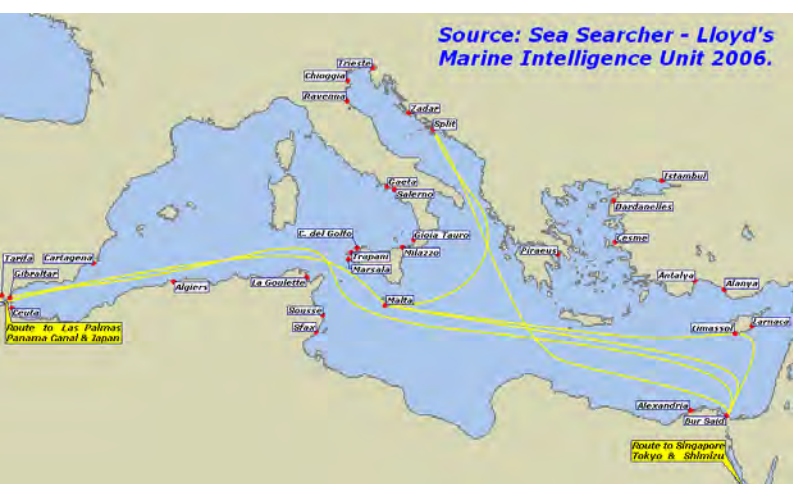 Source: Sea Searcher - Lloyd's
Marine Intelligence Unit 2006.
Trieste
Chioggia
Ravenna
Zadar
Split
Istambul
Gaeta
Salerno
Dardanelles
C. del Golfo
Gioia Tauro
Cesme
Tarifa
Cartagena
Trapani
Milazzo
Piraeus
Gibraltar
Marsala
Antalya
Algiers
La Goulette
Alanya
Malta
Ceuta
Sousse
Larnaca
Route to Las Palmas
Panama Canal & Japan
Sfax
Limassol
Alexandria
Bur Said
Route to Singapore
Tokyo & Shimizu